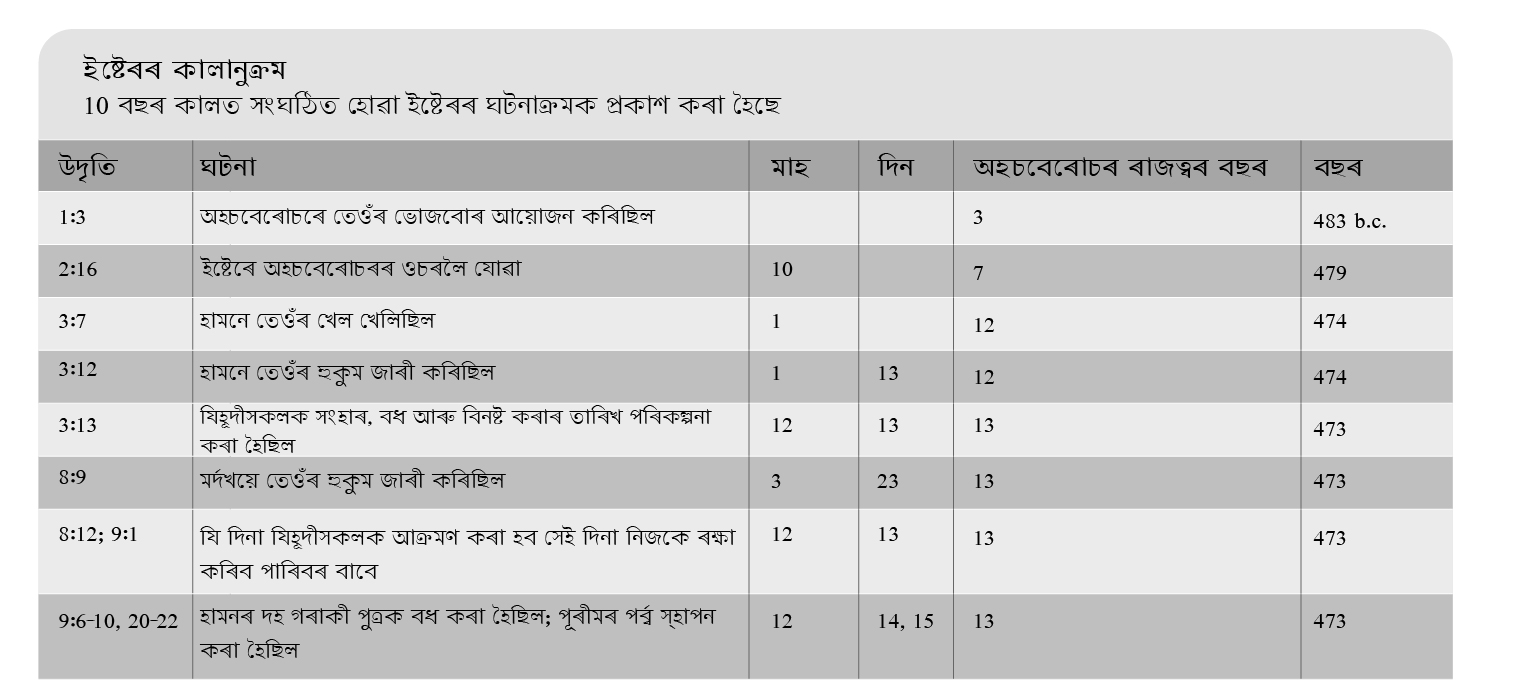 ইষ্টেৰৰ কালানুক্ৰম
10 বছৰ কালত সংঘঠিত হোৱা ইষ্টেৰৰ ঘটনাক্ৰমক প্ৰকাশ কৰা হৈছে
উদৃতি ঘটনা মাহ দিন অহচবেৰোচৰ ৰাজত্বৰ বছৰ বছৰ
1:3 অহচবেৰোচৰে তেওঁৰ ভোজবোৰ আয়োজন কৰিছিল 3 483 b.c.
2:16 ইষ্টেৰে অহচবেৰোচৰৰ ওচৰলৈ যোৱা 10 7 479
3:7 হামনে তেওঁৰ খেল খেলিছিল 1 12 474
3:12 হামনে তেওঁৰ হুকুম জাৰী কৰিছিল 1 13 12 474
3:13 যিহূদীসকলক সংহাৰ, বধ আৰু বিনষ্ট কৰাৰ তাৰিখ পৰিকল্পনা 12 13 13 473
কৰা হৈছিল
8:9 মৰ্দখয়ে তেওঁৰ হুকুম জাৰী কৰিছিল 3 23 13 473
8:12; 9:1 যি দিনা যিহূদীসকলক আক্ৰমণ কৰা হব সেই দিনা নিজকে ৰক্ষা 12 13 13 473
কৰিব পাৰিবৰ বাবে
9:6-10, 20-22 হামনৰ দহ গৰাকী পুত্ৰক বধ কৰা হৈছিল; পূৰীমৰ পৰ্ব্ব স্হাপন 12 14, 15 13 473
কৰা হৈছিল